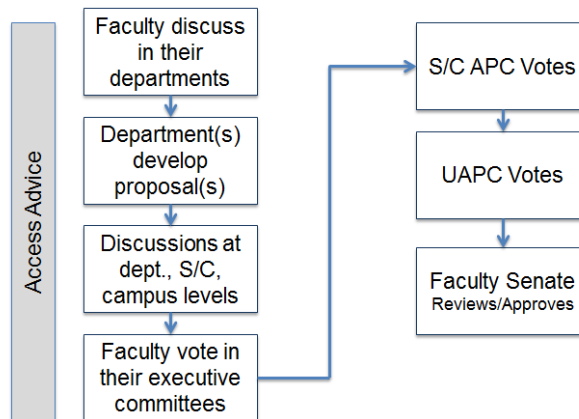 Access Advice
Faculty discuss
in their
departments
Department(s)
develop
proposal(s)
Discussions at
dept., S/C,
campus levels
Faculty vote in
their executive
committees
S/C APC Votes
UAPC Votes
Faculty Senate
Reviews/Approves